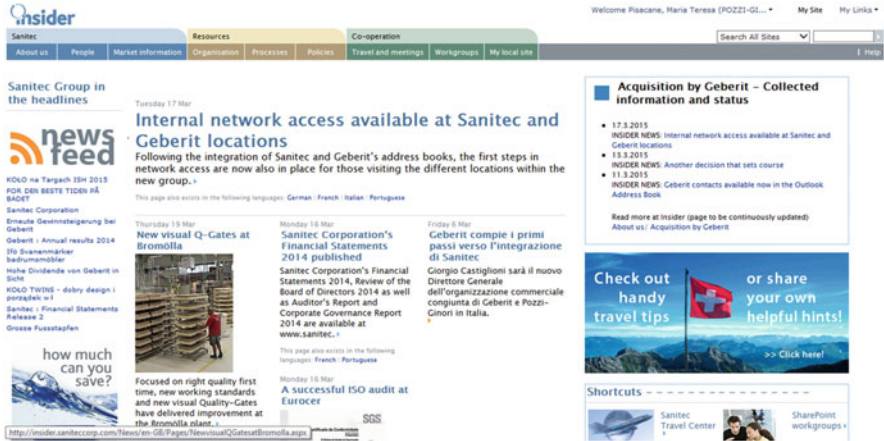 insider
Welcome Pisacane, Maria Teresa (POZZI-GI...
My Site
My Links
Sanitec
Resources
Co-operation
Search All Sites
About us
People
Market information
Organisation
Processes
Policies
Travel and meetings
Workgroups
My local site
Help
Sanitec Group in
the headlines
news
feed
KOŁO na Targach ISH 2015
FOR DEN BESTE TIDEN PÅ
BADET
Sanitec Corporation
Erneute Gewinnsteigerung bei
Geberit
Geberit : Annual results 2014
Ifö Svanenmärker
badrumsmöbler
Hohe Dividende von Geberit in
Sicht
KOŁO TWINS - dobry design i
porządek w ł
Sanitec : Financial Statements
Release 2
Grosse Fussstapfen
how much
can you
save?
Tuesday 17 Mar
Internal network access available at Sanitec and
Geberit locations
Following the integration of Sanitec and Geberit's address books, the first steps in
network access are now also in place for those visiting the different locations within the
new group.
This page also exists in the following languages: German | French | Italian | Portuguese
Thursday 19 Mar
New visual Q-Gates at
Bromölla
Focused on right quality first
time, new working standards
and new visual Quality-Gates
have delivered improvement at
the Bromölla plant.
Monday 16 Mar
Sanitec Corporation's
Financial Statements
2014 published
Sanitec Corporation's Financial
Statements 2014, Review of the
Board of Directors 2014 as well
as Auditor's Report and
Corporate Governance Report
2014 are available at
www.sanitec.
This page also exists in the following
languages: French | Portuguese
Monday 16 Mar
A successful ISO audit at
Eurocer
SGS
Friday 6 Mar
Geberit compie i primi
passi verso l'integrazione
di Sanitec
Giorgio Castiglioni sarà il nuovo
Direttore Generale
dell'organizzazione commerciale
congiunta di Geberit e Pozzi-
Ginori in Italia.
Acquisition by Geberit - Collected
information and status
17.3.2015
INSIDER NEWS: Internal network access available at Sanitec and
Geberit locations
13.3.2015
INSIDER NEWS: Another decision that sets course
11.3.2015
INSIDER NEWS: Geberit contacts available now in the Outlook
Address Book
Read more at Insider (page to be continuously updated)
About us/ Acquisition by Geberit
Check out
handy
travel tips
or share
your own
helpful hints!
>> Click here!
Shortcuts
Sanitec
Travel Center
SharePoint
workgroups
http://insider.saniteccorp.com/News/en-GB/Pages/NewvisualQGatesatBromolla.aspx